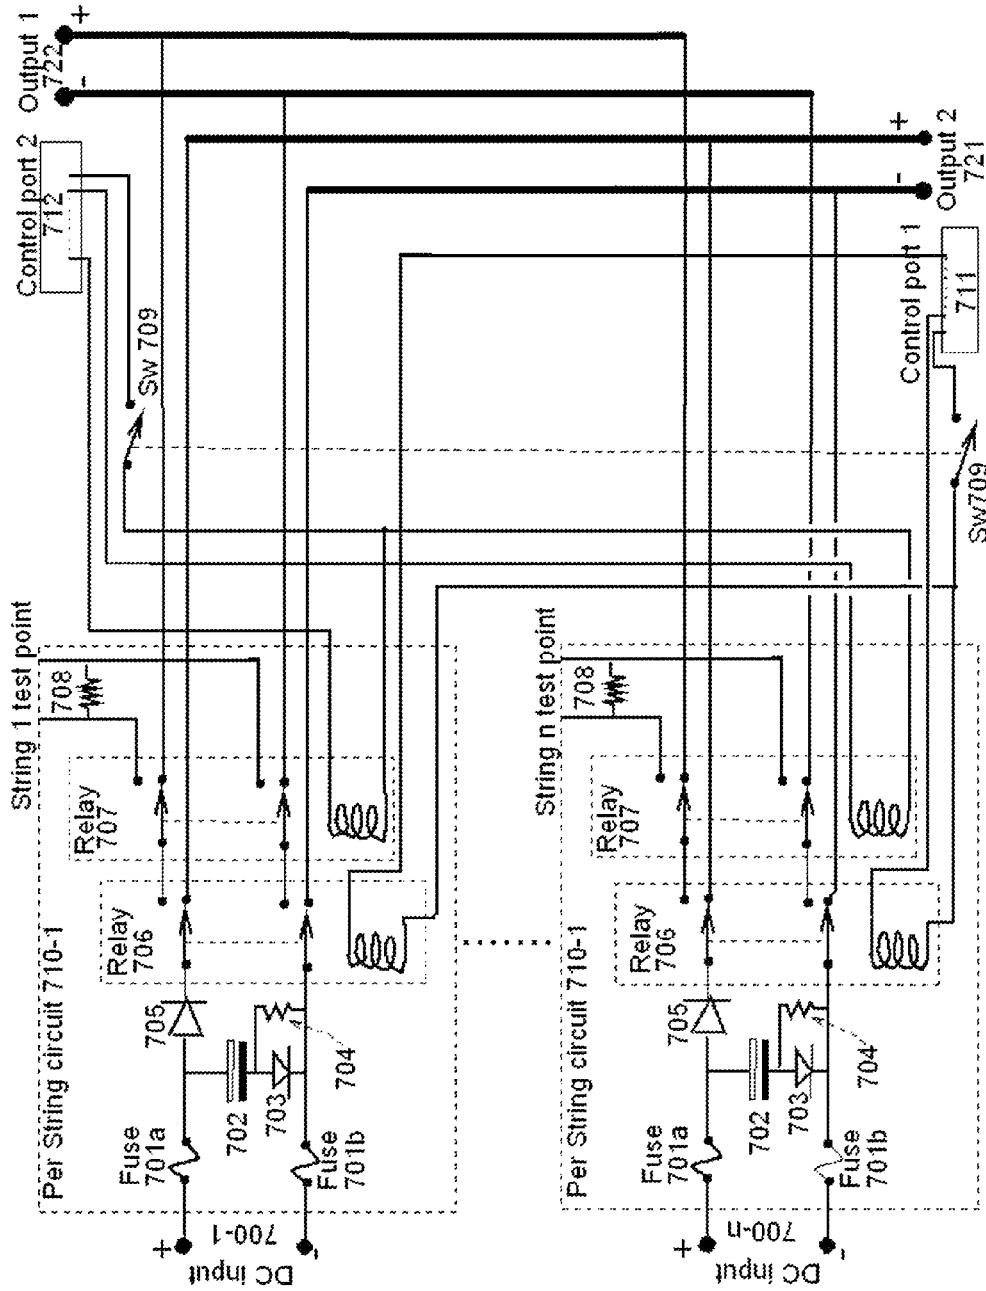 Output 1
722
+
-
Control port 2
712
Sw 709
String 1 test point
708
Relay
707
Relay
706
Per String circuit 710-1
705
702
703
704
Fuse
701a
Fuse
701b
+
-
DC input
700-1
+
-
Output 2
721
Control port 1
711
Sw709
String n test point
708
Relay
707
Relay
706
Per String circuit 710-1
705
702
703
704
Fuse
701a
Fuse
701b
+
-
DC input
700-n